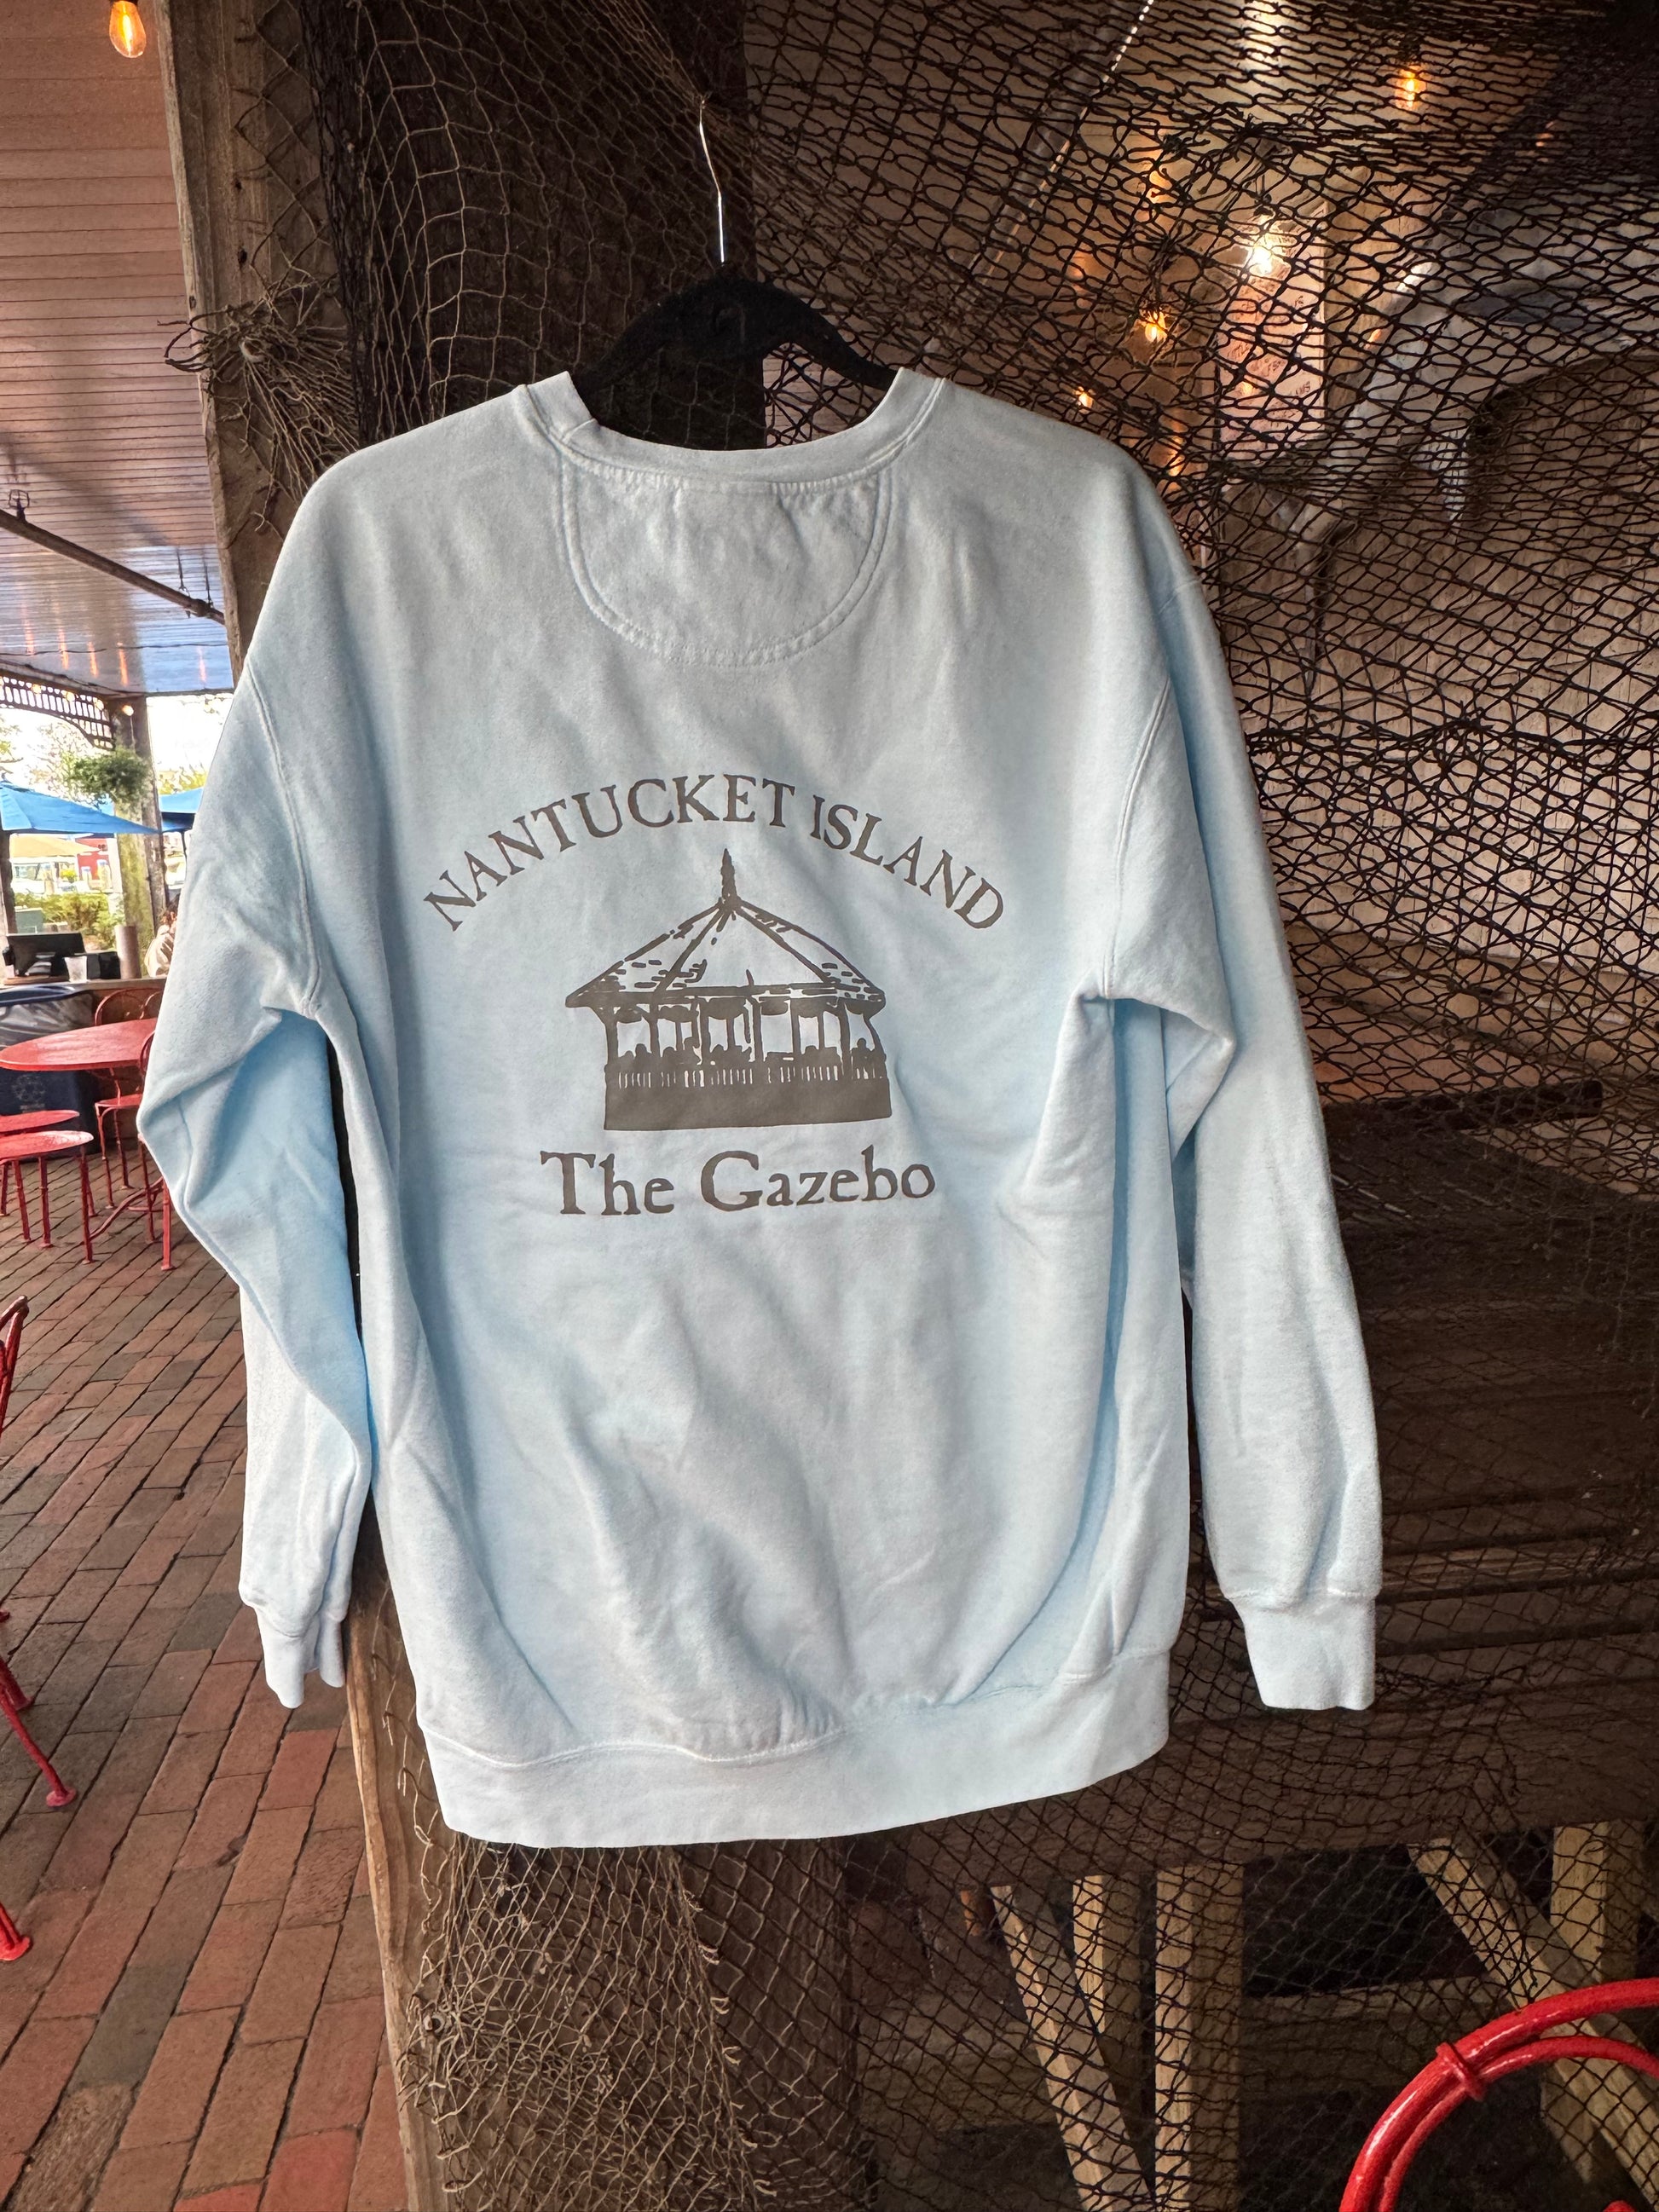 NANTUCKET ISLAND
The Gazebo